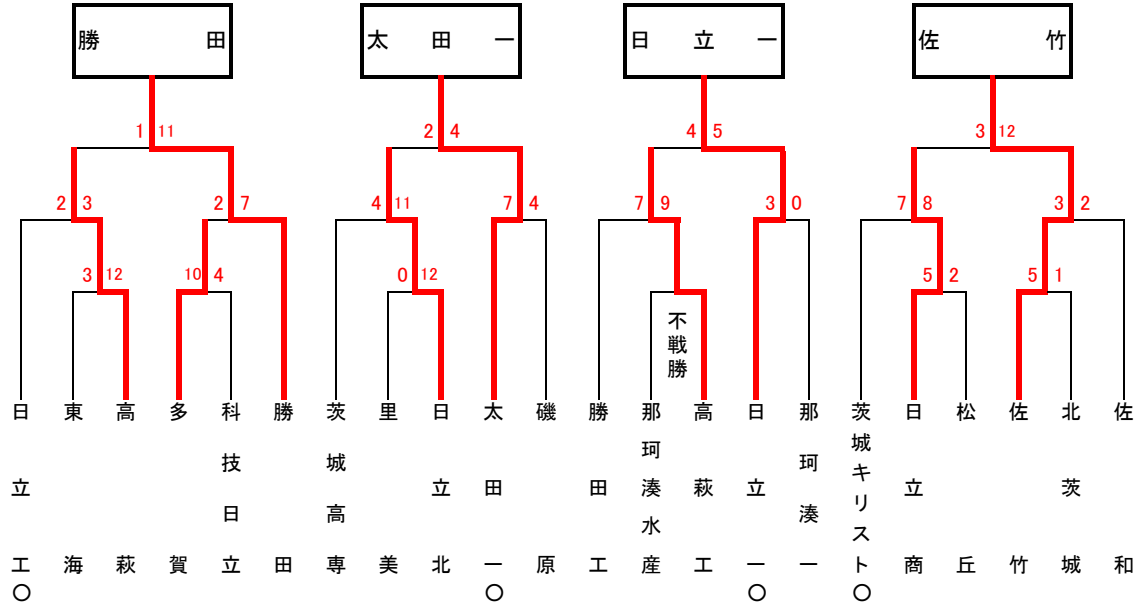 勝田
太田一
日立一
佐竹
1 11
2 4
4 5
3 12
2 3
2 7
4 11
7 4
7 9
3 0
7 8
3 2
3 12
10 4
0 12
5 2
5 1
不戦勝
日立工○
東海
高萩
多賀
科技日立
勝田
茨城高専
里美
日立北
太田一○
磯原
勝田工
那珂湊水産
高萩工
日立一○
那珂湊一
茨城キリスト○
日立商
松丘
佐竹
北茨城
佐和